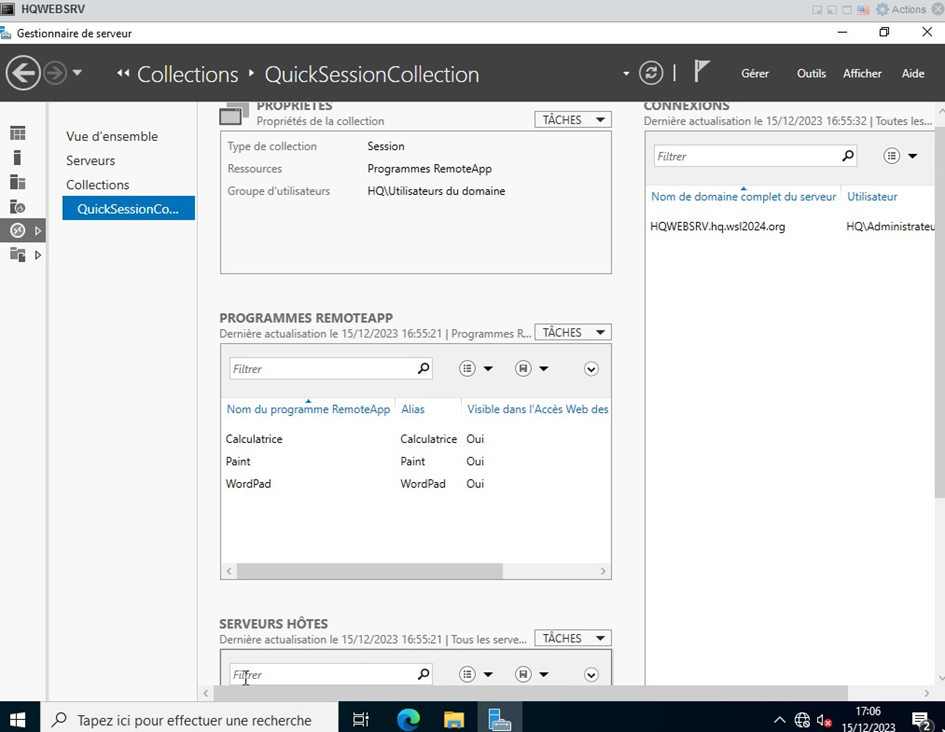 HQWEBSRV
Actions
Gestionnaire de serveur
Collections
QuickSessionCollection
Gérer
Outils
Afficher
Aide
Vue d'ensemble
Serveurs
Collections
QuickSessionCo...
PROPRIÉTÉS
Propriétés de la collection
TÂCHES
Type de collection Session
Ressources Programmes RemoteApp
Groupe d'utilisateurs HQ\Utilisateurs du domaine
PROGRAMMES REMOTEAPP
Dernière actualisation le 15/12/2023 16:55:21 | Programmes R...
TÂCHES
Filtrer
Nom du programme RemoteApp Alias Visible dans l'Accès Web des
Calculatrice Calculatrice Oui
Paint Paint Oui
WordPad WordPad Oui
SERVEURS HÔTES
Dernière actualisation le 15/12/2023 16:55:21 | Tous les serve...
TÂCHES
Filtrer
CONNEXIONS
Dernière actualisation le 15/12/2023 16:55:32 | Toutes les...
Filtrer
Nom de domaine complet du serveur Utilisateur
HQWEBSRV.hq.wsl2024.org HQ\Administrateu
Tapez ici pour effectuer une recherche
17:06
15/12/2023
2